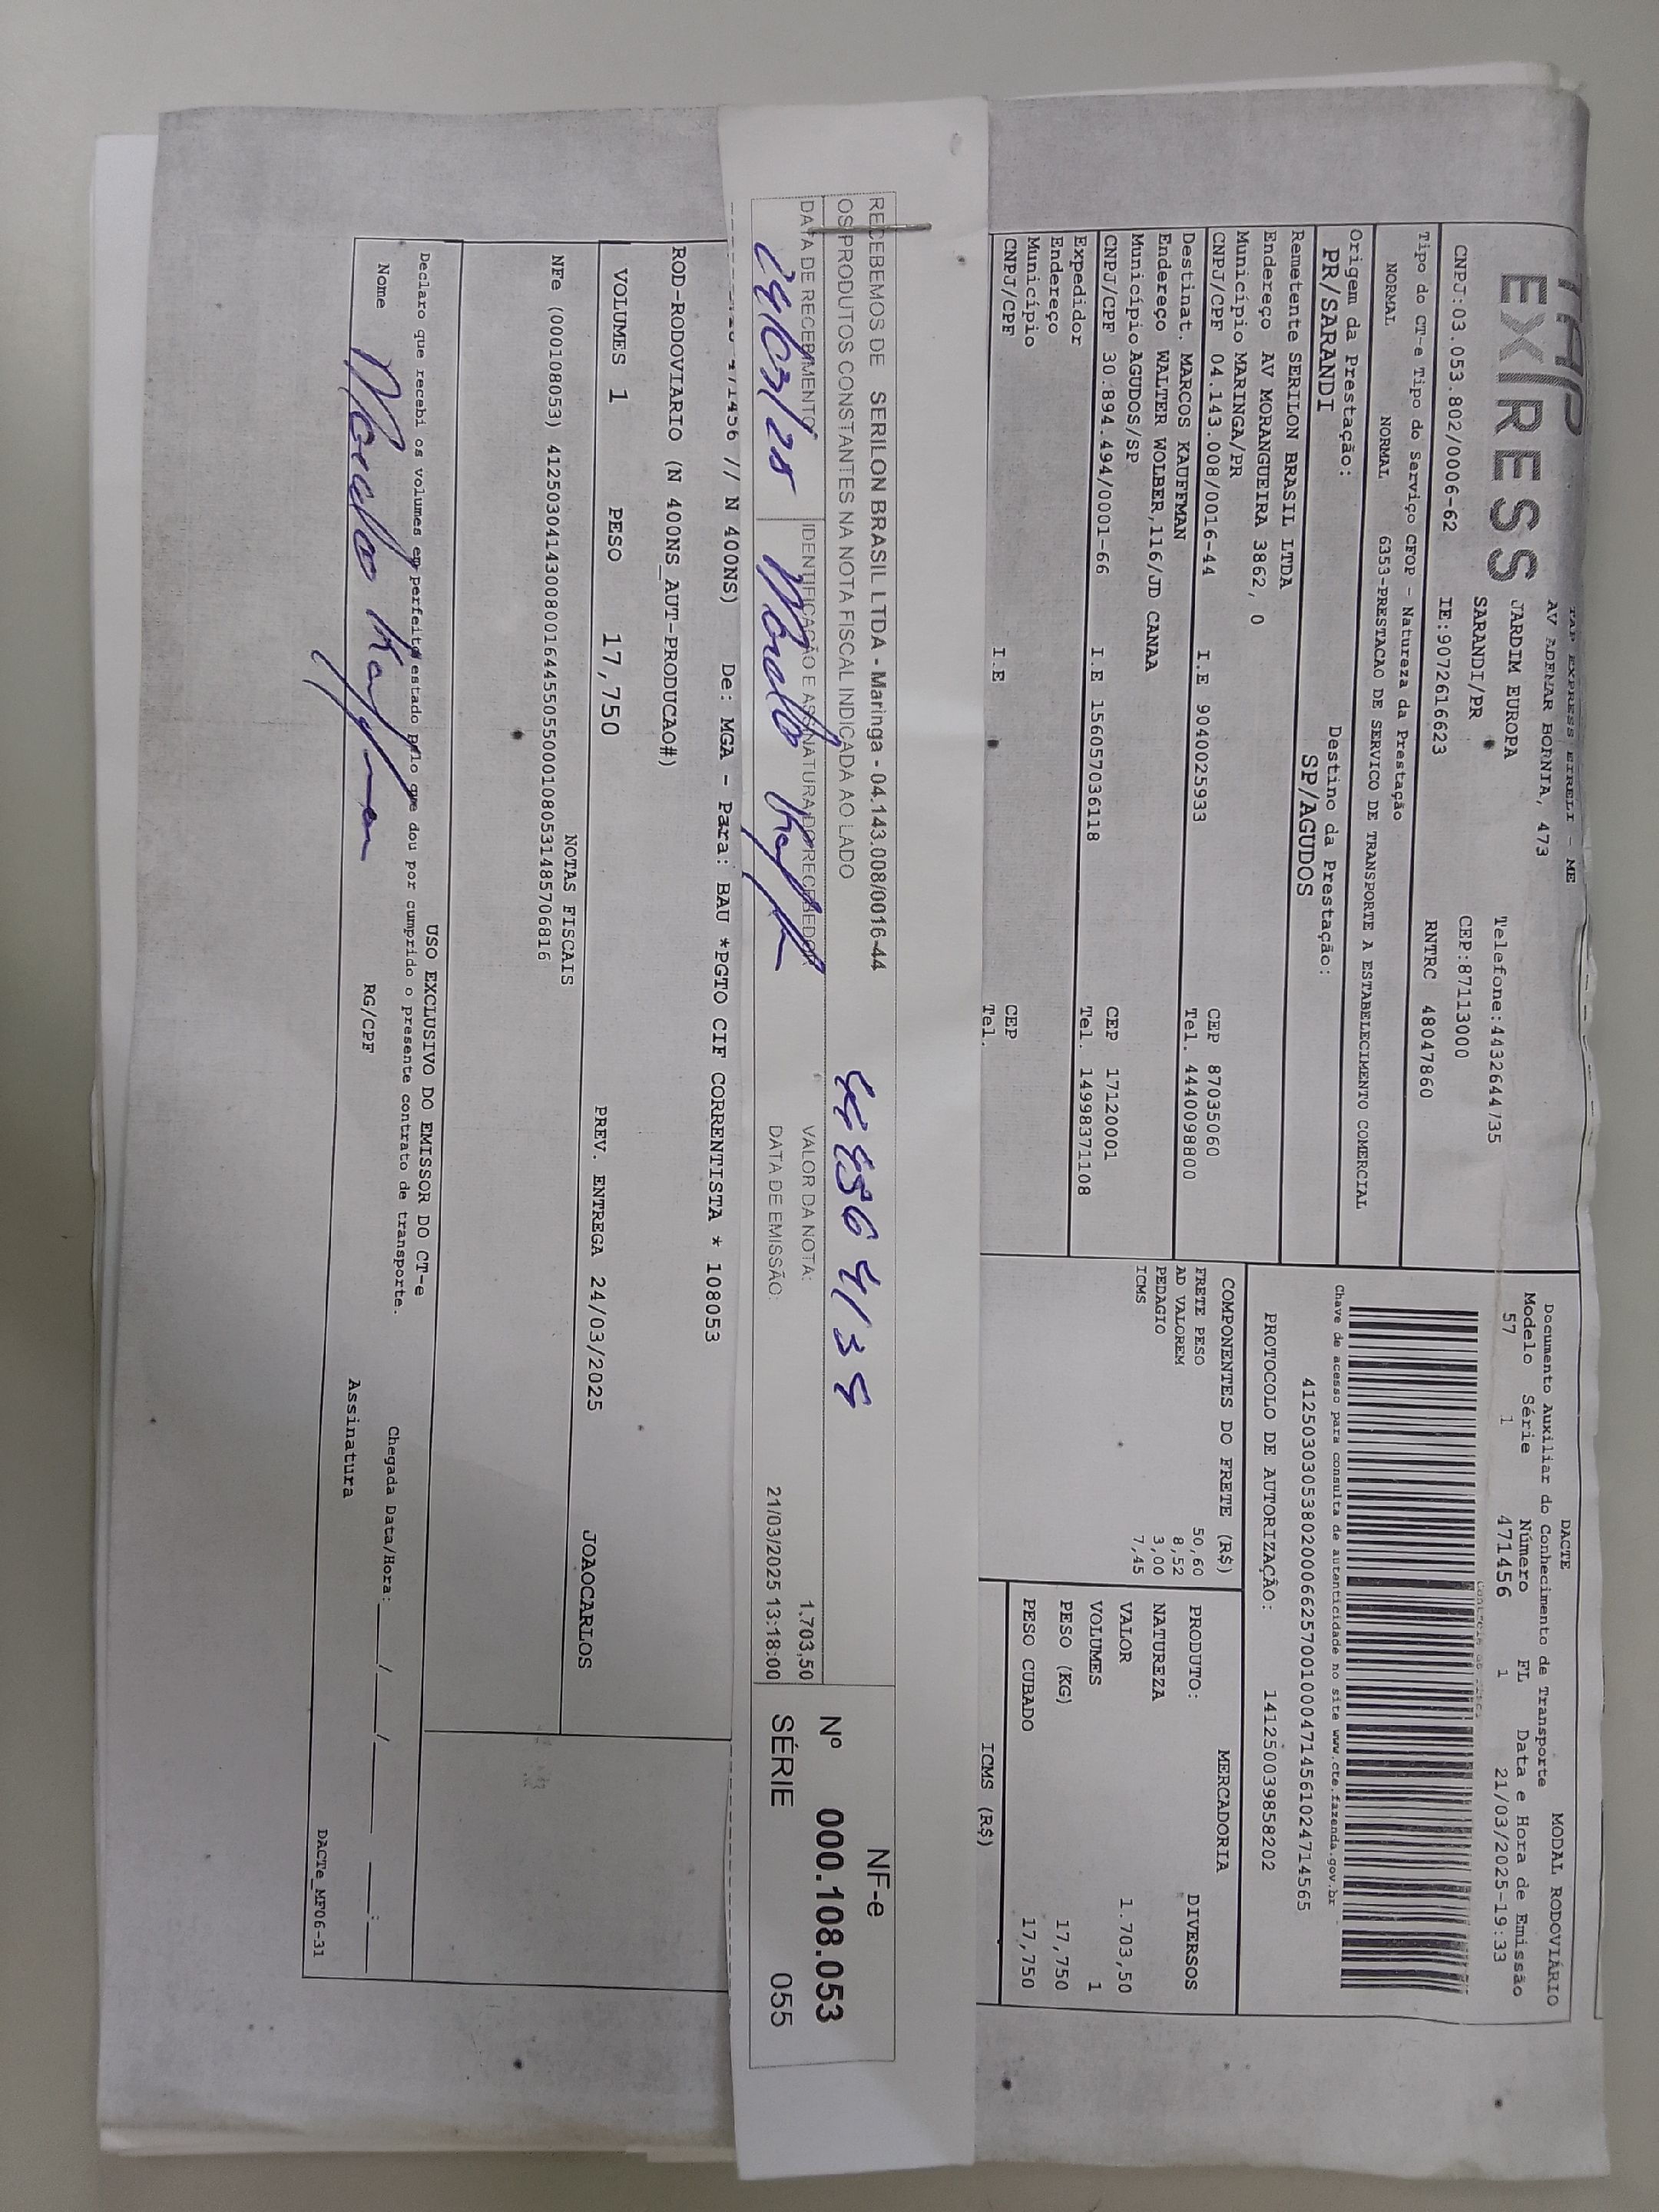 TAP EXPRESS EIRELI - ME
EXPRESS
AV ADEMAR BORNIA, 473
JARDIM EUROPA
SARANDI/PR
Telefone:4432644735
CEP:87113000
CNPJ:03.053.802/0006-62 IE:9072616623 RNTRC 48047860
DACTE
Documento Auxiliar do Conhecimento de Transporte
MODAL RODOVIÁRIO
Modelo Série Número FL Data e Hora de Emissão
57 1 471456 1 21/03/2025-19:33
Tipo do CT-e Tipo do Serviço CFOP - Natureza da Prestação
NORMAL NORMAL 6353-PRESTACAO DE SERVICO DE TRANSPORTE A ESTABELECIMENTO COMERCIAL
Chave de acesso para consulta de autenticidade no site www.cte.fazenda.gov.br
41250303053802000662570010004714561024714565
Origem da Prestação: Destino da Prestação:
PR/SARANDI SP/AGUDOS
PROTOCOLO DE AUTORIZAÇÃO: 141250039858202
Remetente SERILON BRASIL LTDA
Endereço AV MORANGUEIRA 3862, 0
Município MARINGA/PR CEP 87035060
CNPJ/CPF 04.143.008/0016-44 I.E 9040025933 Tel. 4440098800
Destinat. MARCOS KAUFFMAN
Endereço WALTER WOLBER,116/JD CANAA
Município AGUDOS/SP CEP 17120001
CNPJ/CPF 30.894.494/0001-66 I.E 156057036118 Tel. 14998371108
Expedidor
Endereço
Município CEP
CNPJ/CPF I.E Tel.
COMPONENTES DO FRETE (R$)
FRETE PESO 50,60
AD VALOREM 8,52
PEDAGIO 3,00
ICMS 7,45
MERCADORIA
PRODUTO: DIVERSOS
NATUREZA
VALOR 1.703,50
VOLUMES 1
PESO (KG) 17,750
PESO CUBADO 17,750
ICMS (R$)
RECEBEMOS DE SERILON BRASIL LTDA - Maringa - 04.143.008/0016-44
OS PRODUTOS CONSTANTES NA NOTA FISCAL INDICADA AO LADO
DATA DE RECEBIMENTO IDENTIFICAÇÃO E ASSINATURA DO RECEBEDOR
24/03/25
VALOR DA NOTA: 1.703,50
DATA DE EMISSÃO: 21/03/2025 13:18:00
NF-e
Nº 000.108.053
SÉRIE 055
471456 // N 400NS) De: MGA - Para: BAU *PGTO CIF CORRENTISTA * 108053
ROD-RODOVIARIO (N 400NS_AUT-PRODUCAO#)
VOLUMES 1 PESO 17,750 PREV. ENTREGA 24/03/2025 JOAOCARLOS
NOTAS FISCAIS
NFe (000108053) 41250304143008001644550550001080531485706816
USO EXCLUSIVO DO EMISSOR DO CT-e
Declaro que recebi os volumes em perfeito estado pelo que dou por cumprido o presente contrato de transporte.
Chegada Data/Hora: ___/___/___ __:__
Nome RG/CPF Assinatura
DACTe_MF06-31